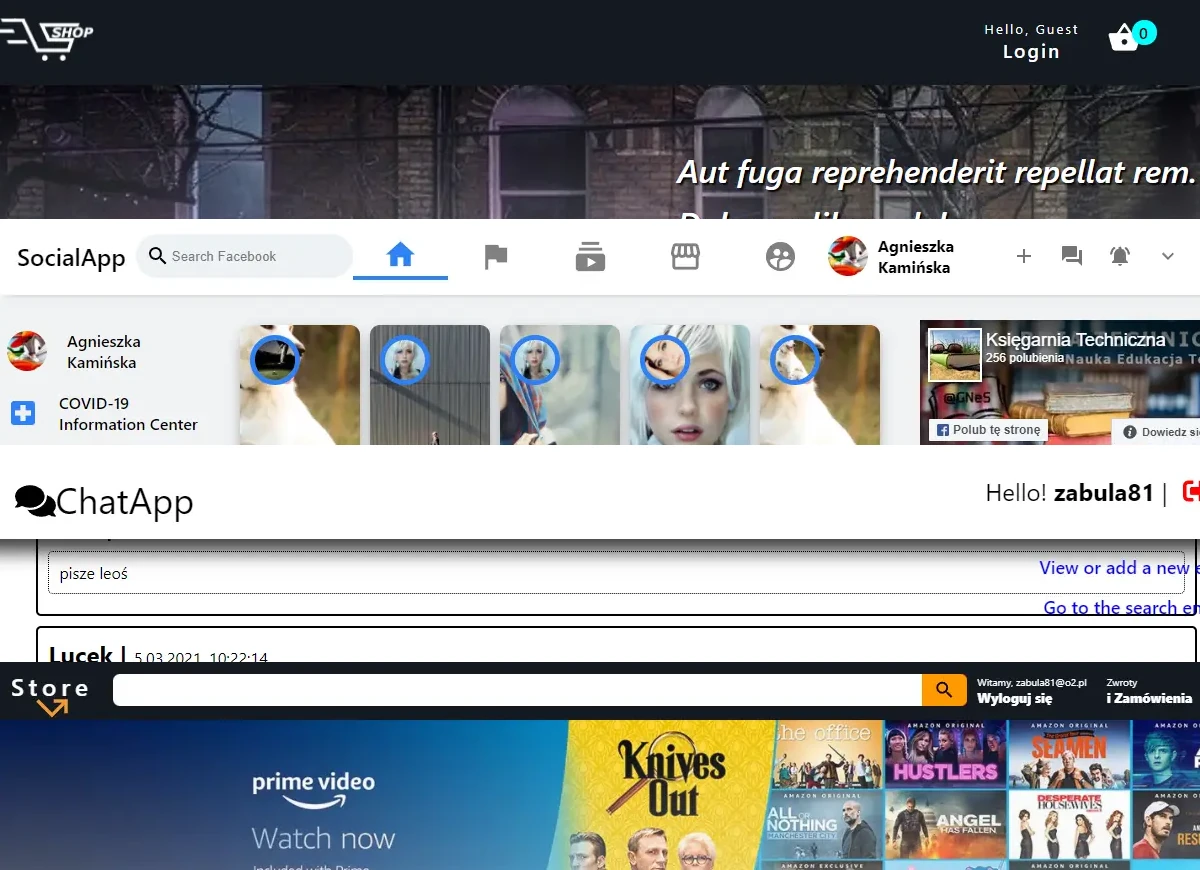 SHOP
Hello, Guest
Login
0
Aut fuga reprehenderit repellat rem.
SocialApp
Search Facebook
Agnieszka
Kamińska
Agnieszka
Kamińska
COVID-19
Information Center
Księgarnia Techniczna
256 polubienia
Nauka Edukacja
@GNeS
Polub tę stronę
Dowiedz
ChatApp
Hello! zabula81 |
pisze leoś
View or add a new
Go to the search
Lucek | 5.03.2021, 10:22:14
Store
Witamy, zabula81@o2.pl
Wyloguj się
Zwroty
i Zamówienia
prime video
Watch now
Included with Prime
Knives
Out
the office
AMAZON ORIGINAL
HUSTLERS
AMAZON ORIGINAL
SEAMEN
AMAZON
AMAZON ORIGINAL
ALL OR
NOTHING
MANCHESTER CITY
ANGEL
HAS FALLEN
DESPERATE
HOUSEWIVES
AMAZON
AMAZON EXCLUSIVE
AMAZON ORIGINAL